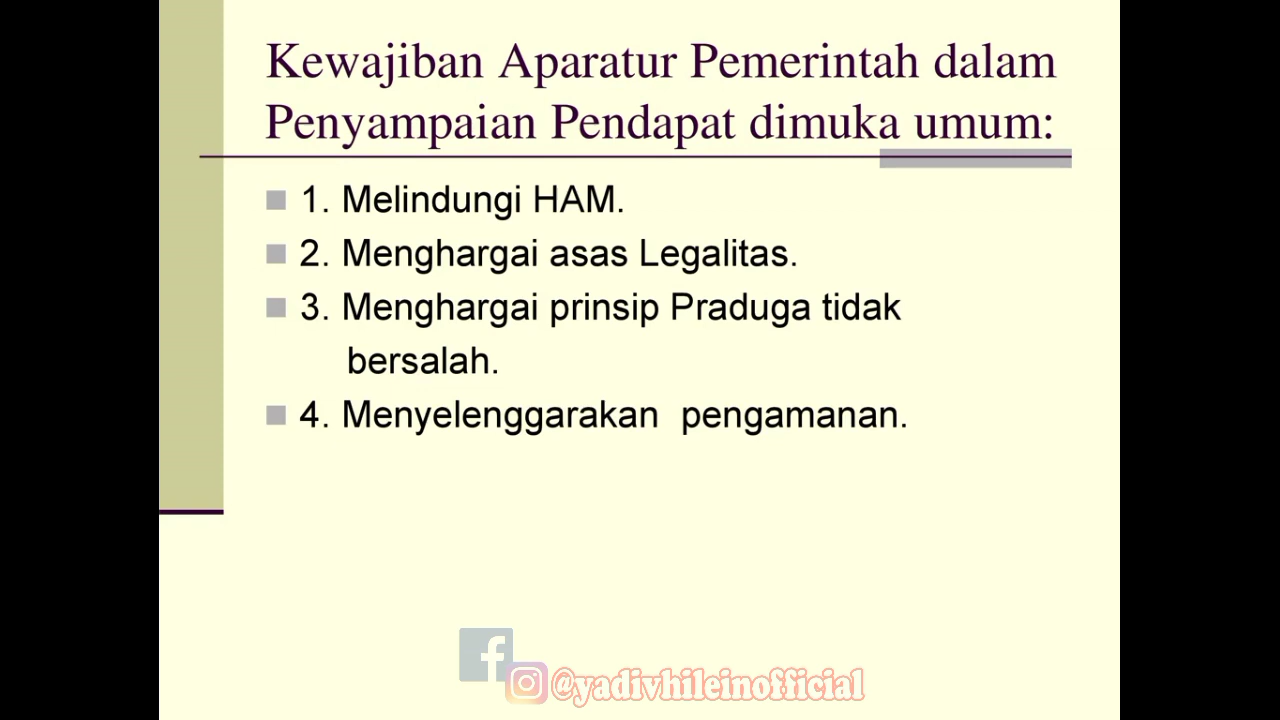 Kewajiban Aparatur Pemerintah dalam
Penyampaian Pendapat dimuka umum:
1. Melindungi HAM.
2. Menghargai asas Legalitas.
3. Menghargai prinsip Praduga tidak
bersalah.
4. Menyelenggarakan pengamanan.
@yadivhileinofficial